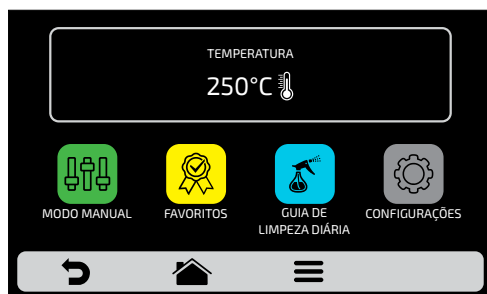 TEMPERATURA
250°C
MODO MANUAL
FAVORITOS
GUIA DE
LIMPEZA DIÁRIA
CONFIGURAÇÕES